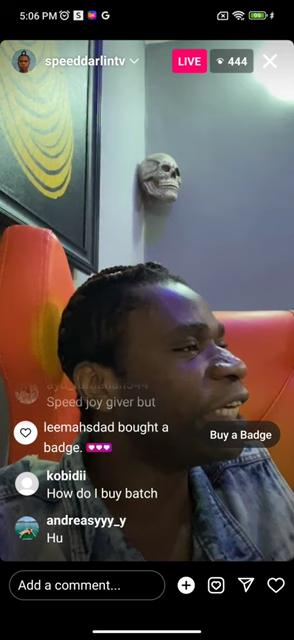 5:06 PM
speeddarlintv
LIVE
444
Speed joy giver but
leemahsdad bought a
badge.
Buy a Badge
kobidii
How do I buy batch
andreasyyy_y
Hu
Add a comment...